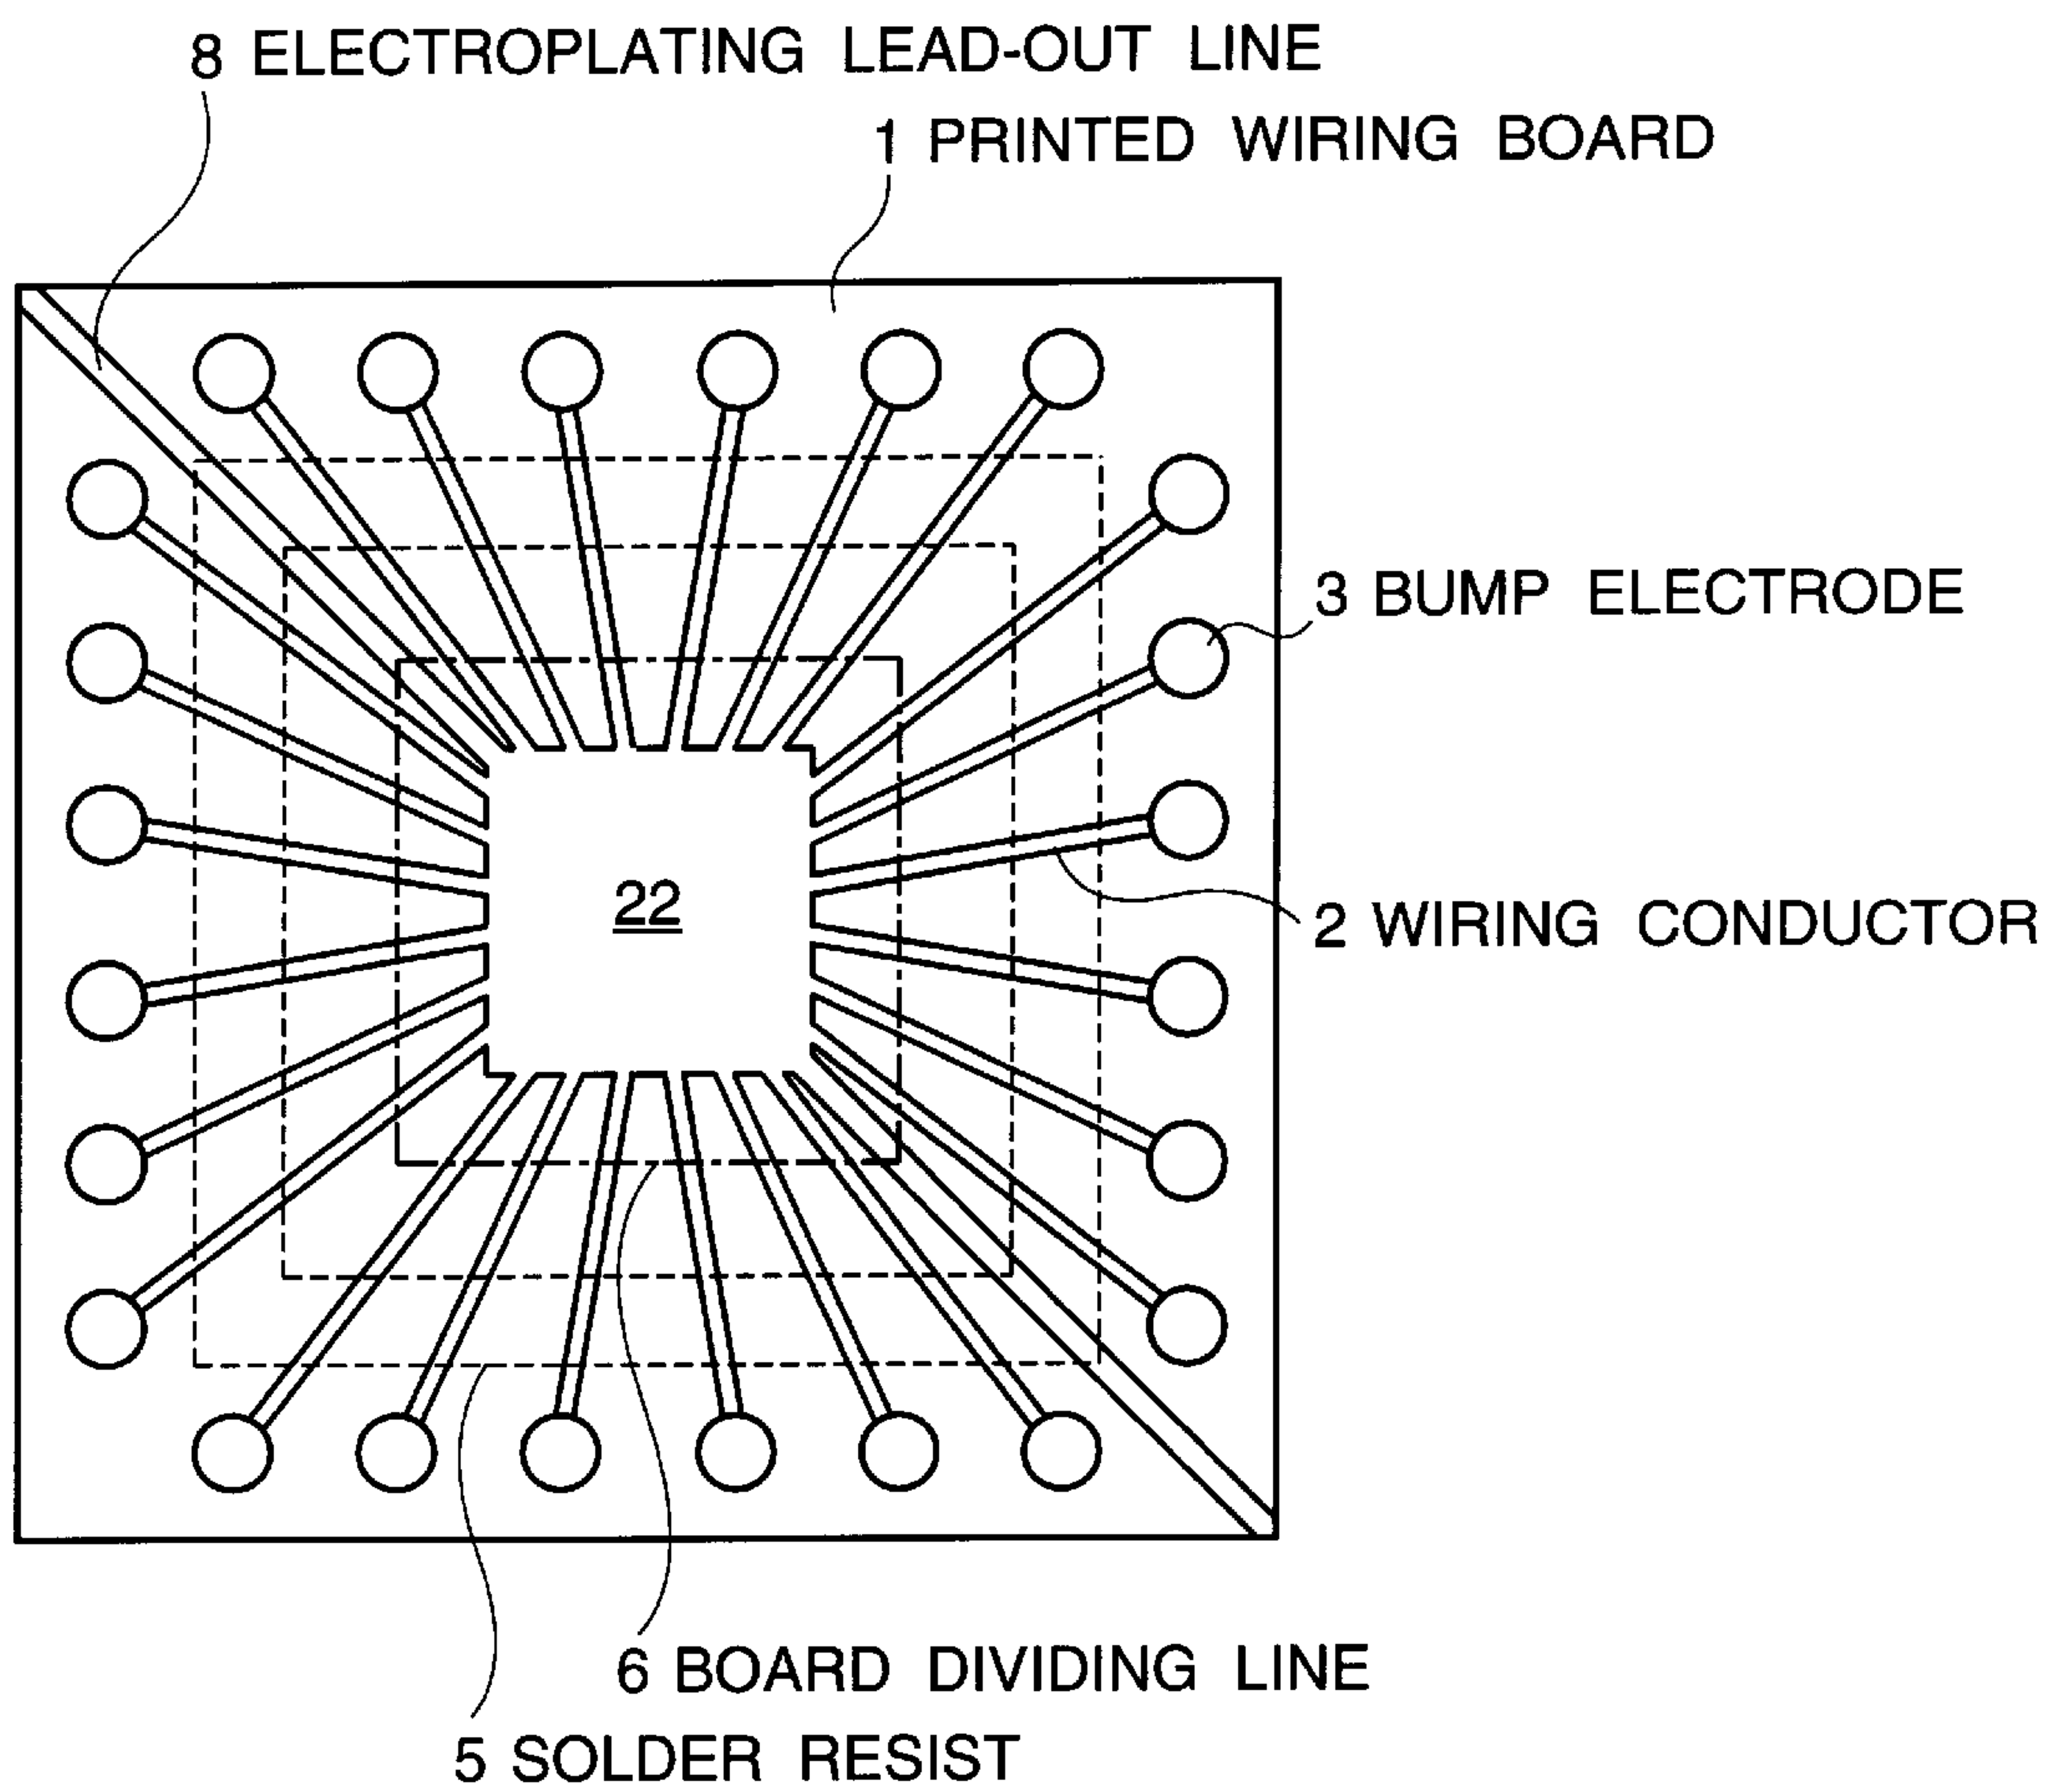 8 ELECTROPLATING LEAD-OUT LINE
1 PRINTED WIRING BOARD
3 BUMP ELECTRODE
22
2 WIRING CONDUCTOR
6 BOARD DIVIDING LINE
5 SOLDER RESIST